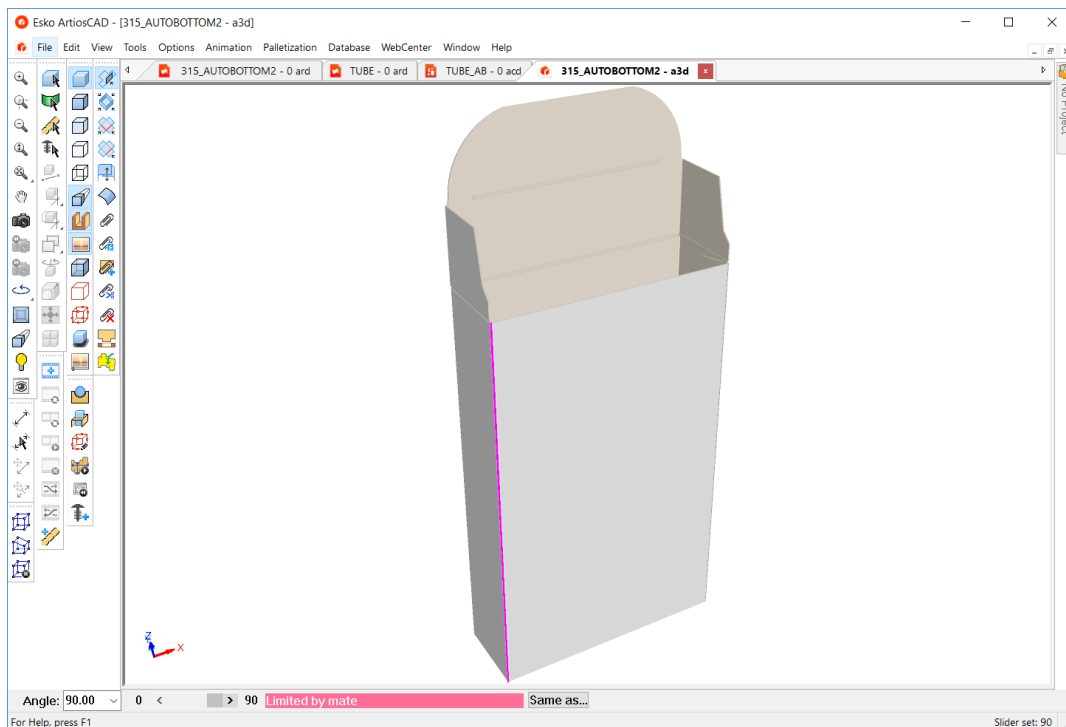 Esko ArtiosCAD - [315_AUTOBOTTOM2 - a3d]
File Edit View Tools Options Animation Palletization Database WebCenter Window Help
315_AUTOBOTTOM2 - 0 ard TUBE - 0 ard TUBE_AB - 0 acd 315_AUTOBOTTOM2 - a3d x
No Project
Z
X
Angle: 90.00 0 < > 90 Limited by mate Same as...
For Help, press F1 Slider set: 90